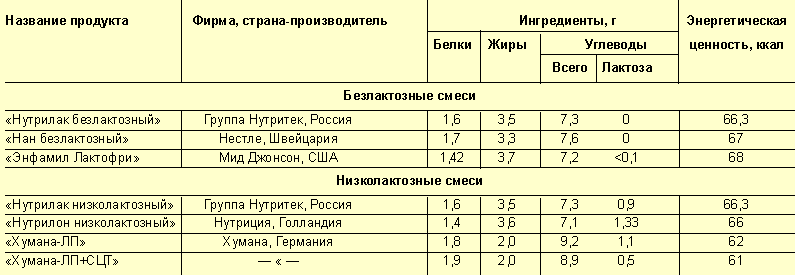 Название продукта Фирма, страна-производитель Ингредиенты, г Энергетическая
Белки Жиры Углеводы ценность, ккал
Всего Лактоза
Безлактозные смеси
«Нутрилак безлактозный» Группа Нутритек, Россия 1,6 3,5 7,3 0 66,3
«Нан безлактозный» Нестле, Швейцария 1,7 3,3 7,6 0 67
«Энфамил Лактофри» Мид Джонсон, США 1,42 3,7 7,2 <0,1 68
Низколактозные смеси
«Нутрилак низколактозный» Группа Нутритек, Россия 1,6 3,5 7,3 0,9 66,3
«Нутрилон низколактозный» Нутриция, Голландия 1,4 3,6 7,1 1,33 66
«Хумана-ЛП» Хумана, Германия 1,8 2,0 9,2 1,1 62
«Хумана-ЛП+СЦТ» — « — 1,9 2,0 8,9 0,5 61